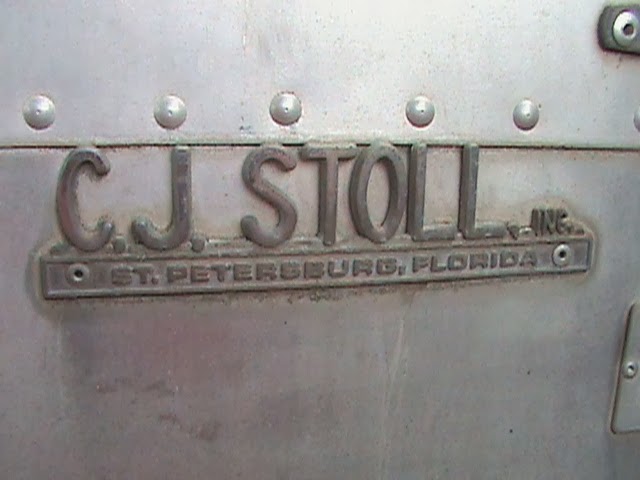 C.J. STOLL, INC.
ST. PETERSBURG, FLORIDA